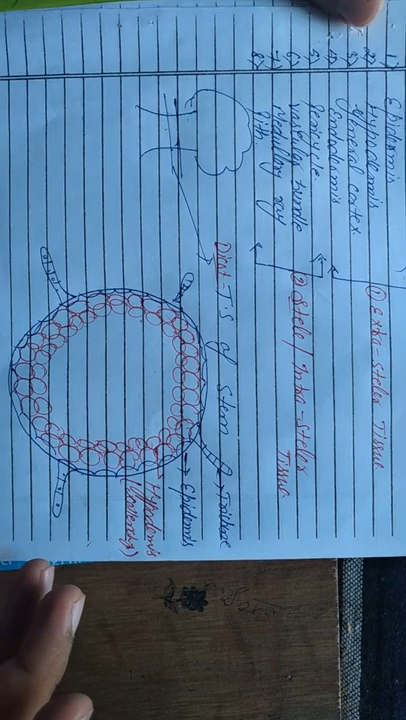 1) Epidermis
2) Hypodermis
3) General cortex
4) Endodermis
5) Pericycle
6) Vascular bundle
7) Medullary ray
8) Pith
① Extra-stelar Tissue
② Stele / Intra-stelar
Tissue
Dicot-T.S of Stem
→ Trichome
→ Epidermis
Hypodermis